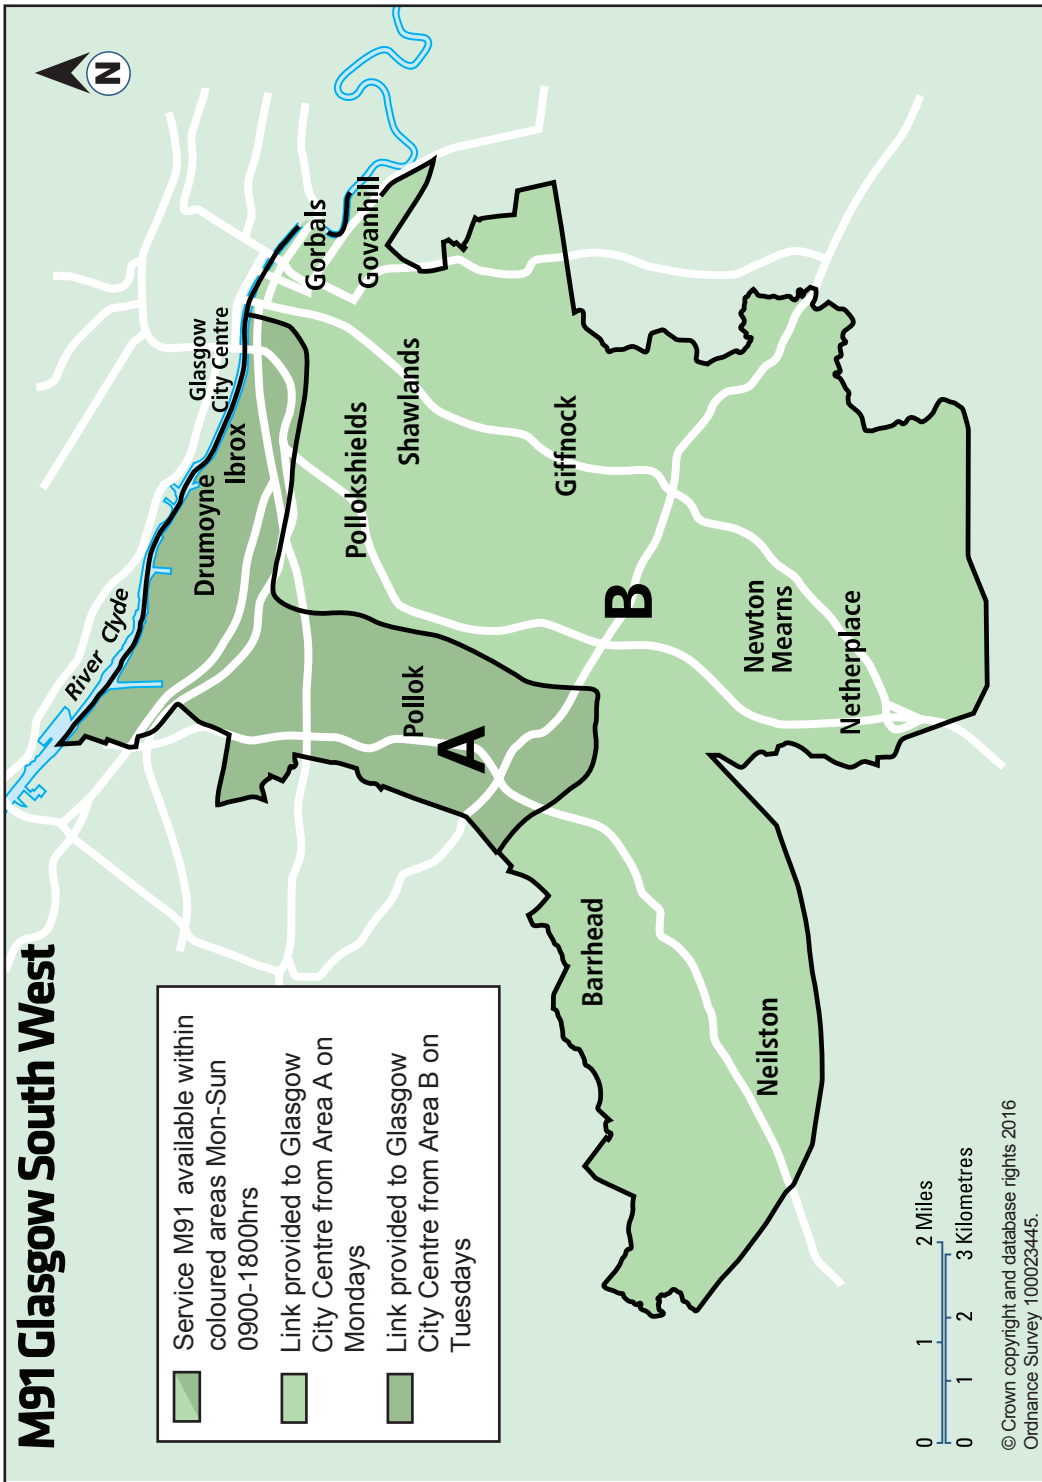 M91 Glasgow South West
Service M91 available within
coloured areas Mon-Sun
0900-1800hrs
Link provided to Glasgow
City Centre from Area A on
Mondays
Link provided to Glasgow
City Centre from Area B on
Tuesdays
N
River Clyde
Glasgow
City Centre
Drumoyne
Ibrox
Gorbals
Govanhill
Pollokshields
Shawlands
Pollok
A
Giffnock
B
Barrhead
Newton
Mearns
Neilston
Netherplace
0 1 2 Miles
0 1 2 3 Kilometres
© Crown copyright and database rights 2016
Ordnance Survey 100023445.